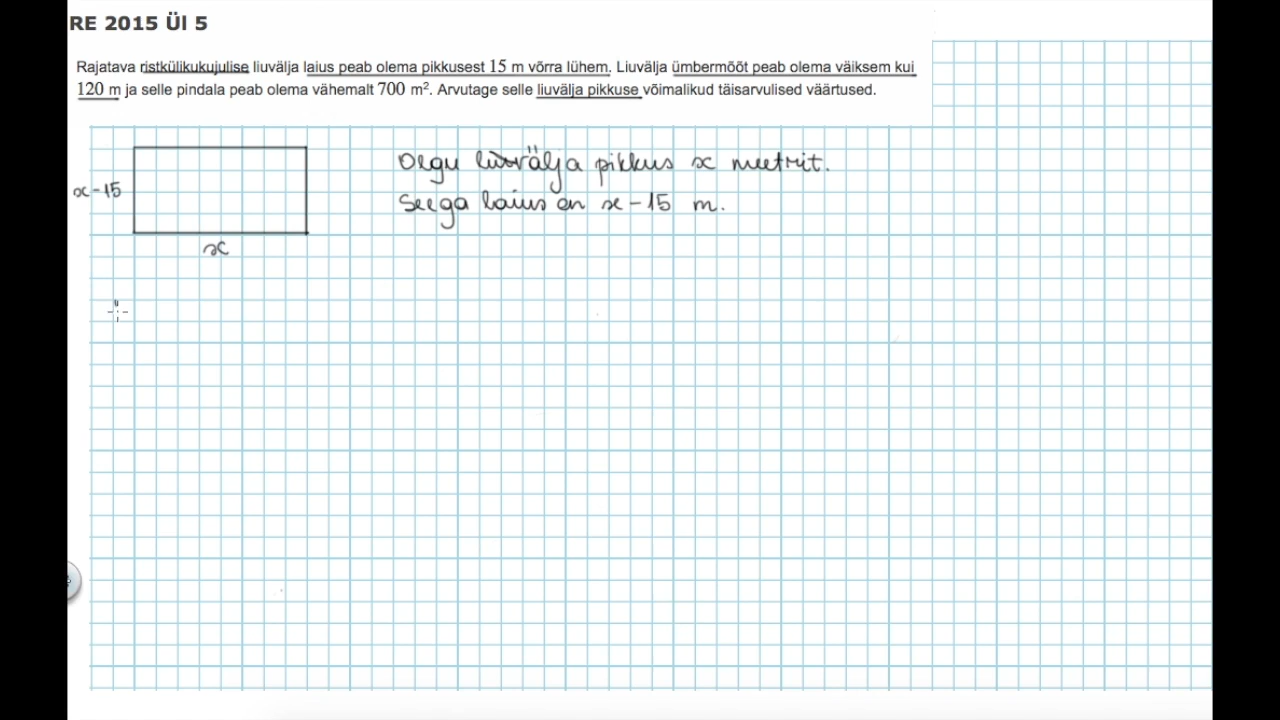 RE 2015 Ül 5
Rajatava ristkülikukujulise liuvälja laius peab olema pikkusest 15 m võrra lühem. Liuvälja ümbermõõt peab olema väiksem kui
120 m ja selle pindala peab olema vähemalt 700 m². Arvutage selle liuvälja pikkuse võimalikud täisarvulised väärtused.
Olgu liuvälja pikkus x meetrit.
x-15
Seega laius on x-15 m.
x